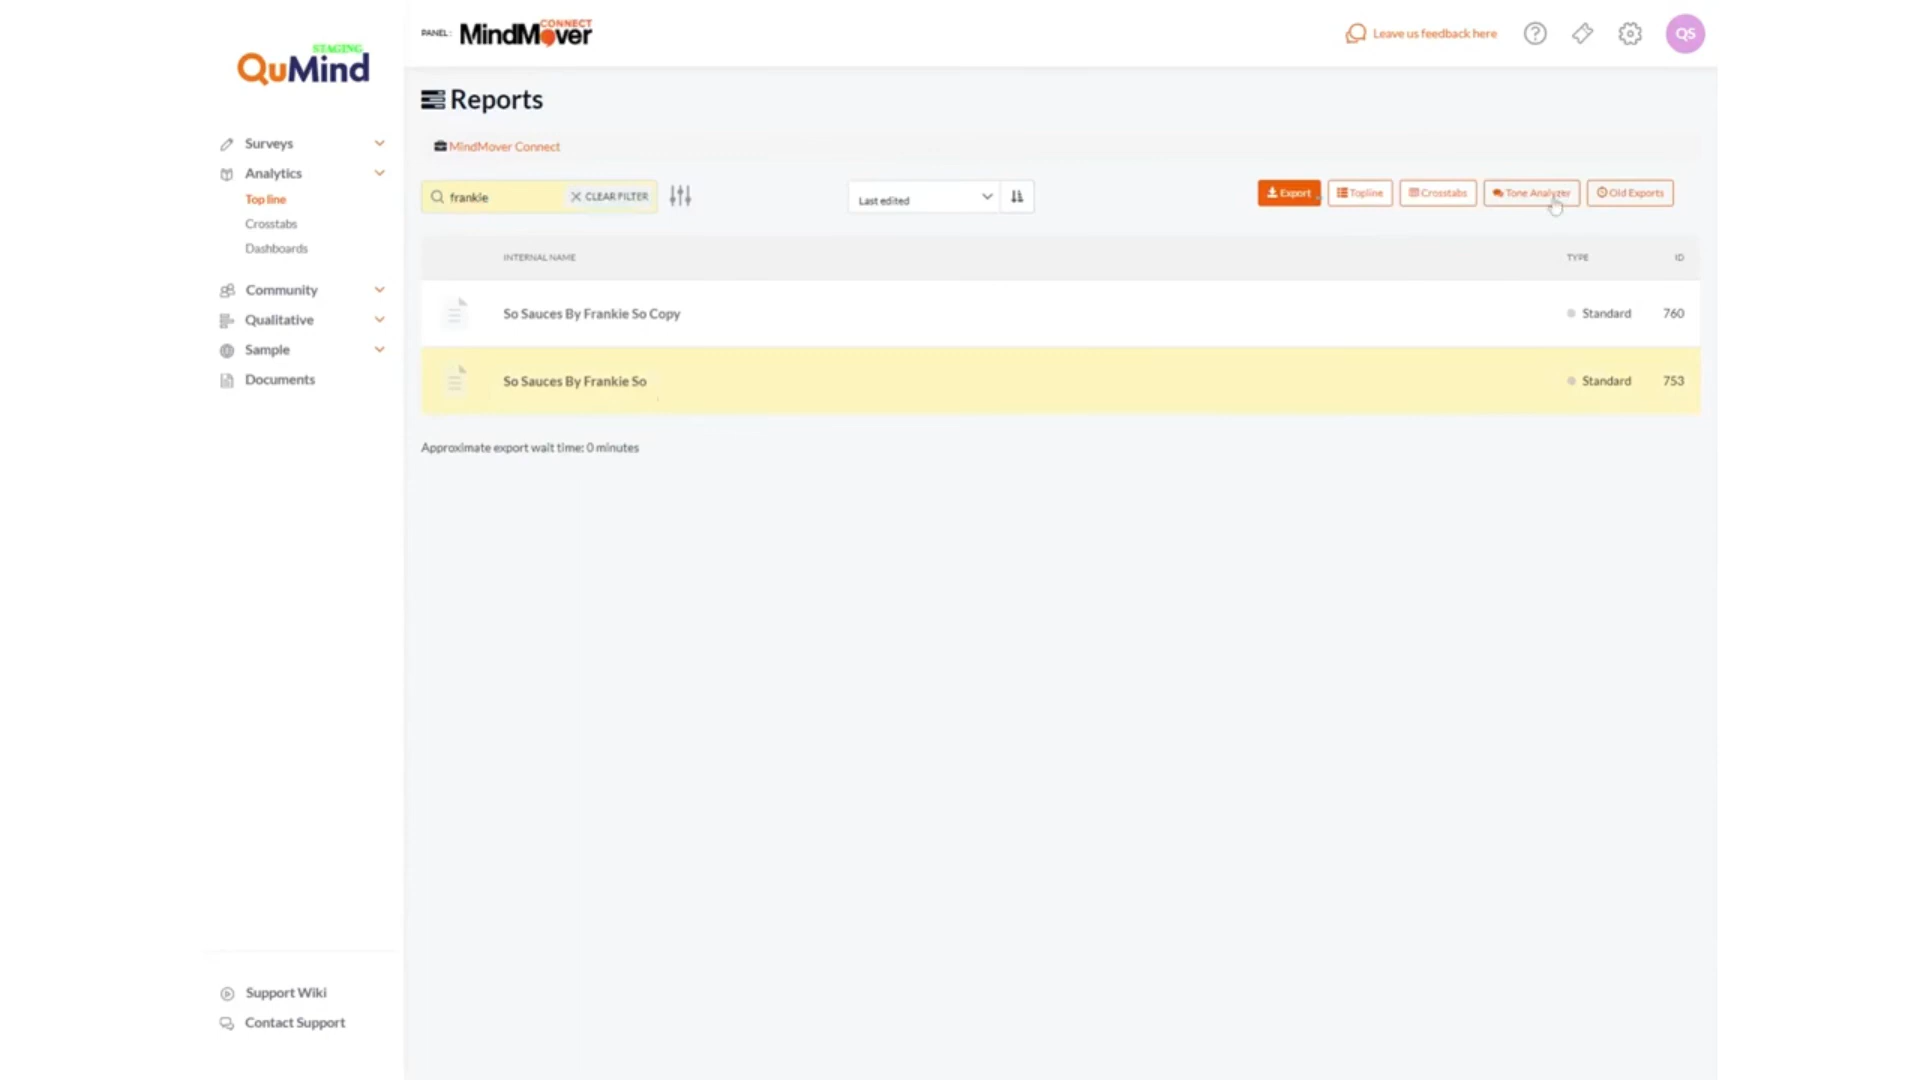 STAGING
QuMind
Surveys
Analytics
Top line
Crosstabs
Dashboards
Community
Qualitative
Sample
Documents
Support Wiki
Contact Support
PANEL: MindMover CONNECT
Leave us feedback here
QS
Reports
MindMover Connect
frankie CLEAR FILTER
Last edited
Export Topline Crosstabs Tone Analyzer Old Exports
INTERNAL NAME TYPE ID
So Sauces By Frankie So Copy Standard 760
So Sauces By Frankie So Standard 753
Approximate export wait time: 0 minutes